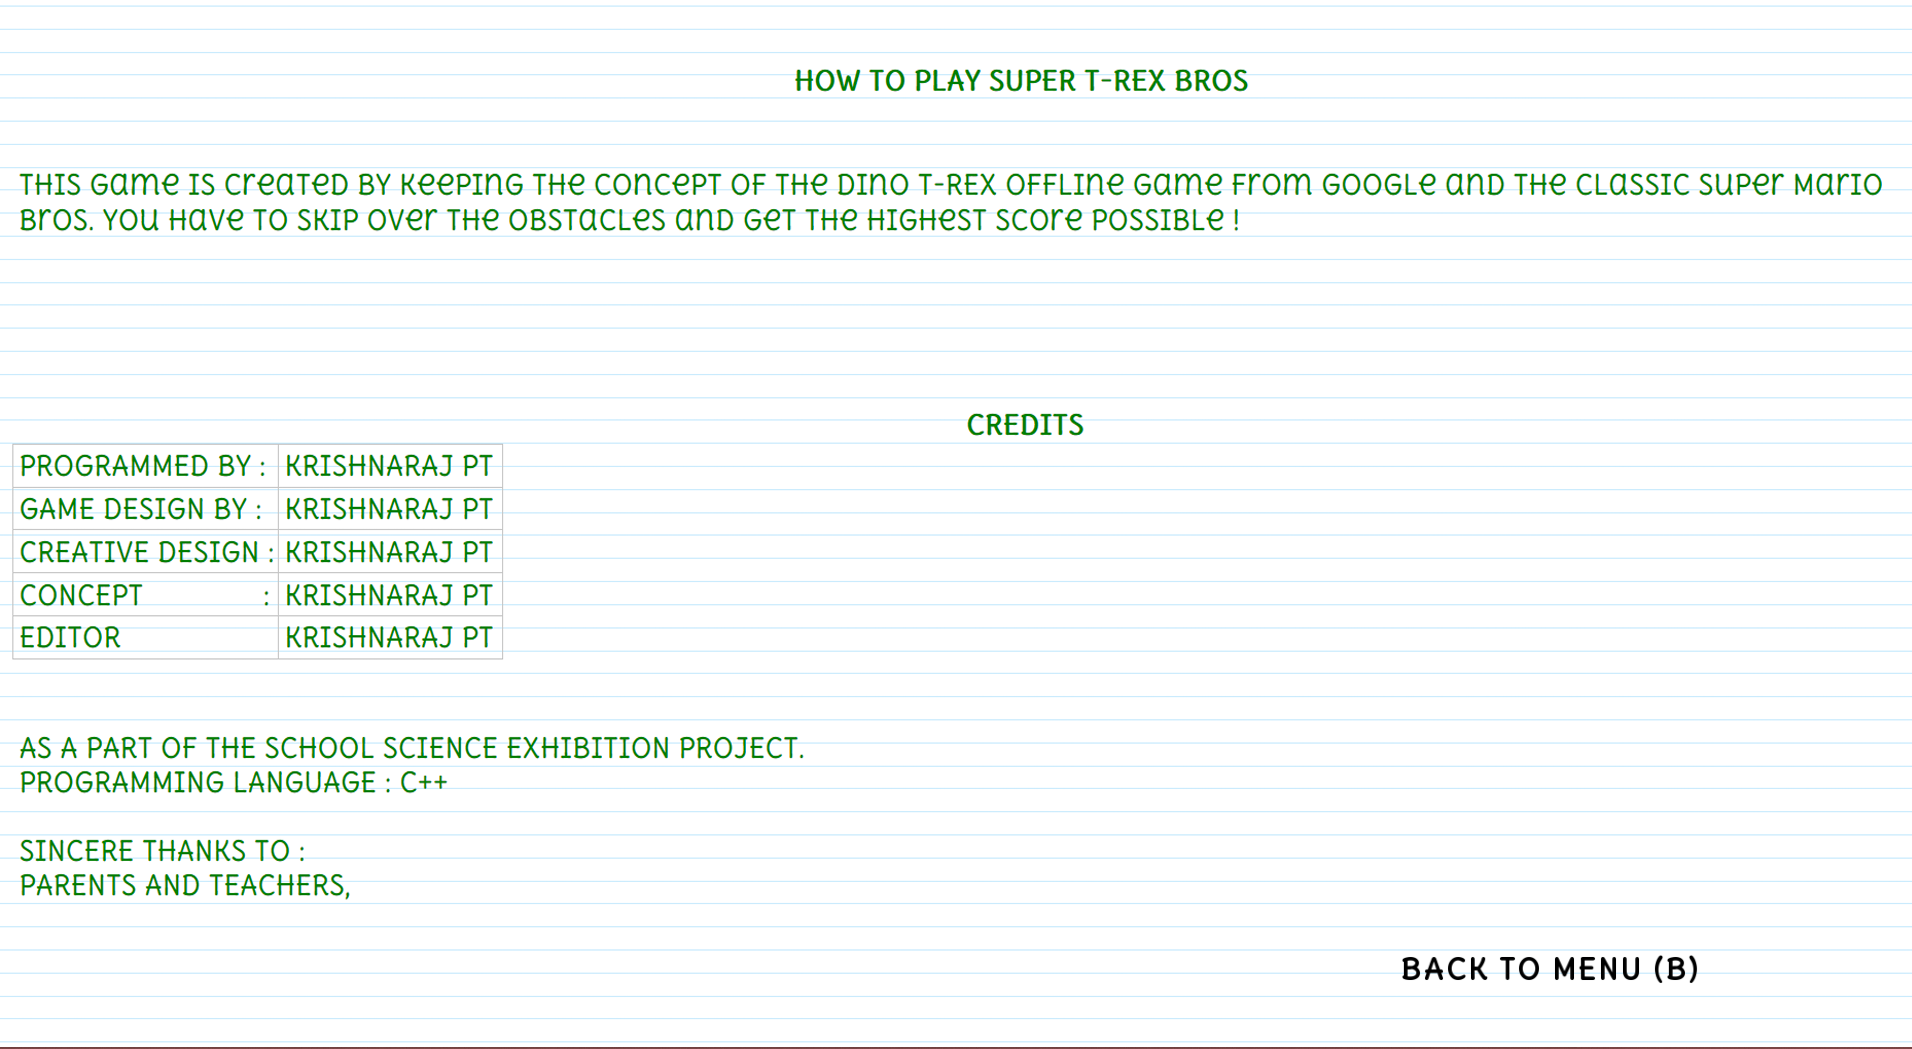 HOW TO PLAY SUPER T-REX BROS
THIS Game IS CreaTeD BY KeePInG THe COnCePT OF THe DInO T-REX OFFLIne Game From GOOGLe anD THe CLaSSIC SuPer MarIO
BrOS. YOu Have TO SKIP Over THe OBSTacLeS anD GeT THe HIGHeST SCOre POSSIBLe !
CREDITS
PROGRAMMED BY : KRISHNARAJ PT
GAME DESIGN BY : KRISHNARAJ PT
CREATIVE DESIGN : KRISHNARAJ PT
CONCEPT : KRISHNARAJ PT
EDITOR KRISHNARAJ PT
AS A PART OF THE SCHOOL SCIENCE EXHIBITION PROJECT.
PROGRAMMING LANGUAGE : C++
SINCERE THANKS TO :
PARENTS AND TEACHERS,
BACK TO MENU (B)